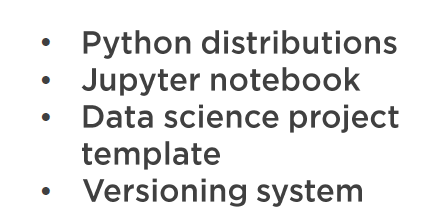 • Python distributions
• Jupyter notebook
• Data science project
template
• Versioning system